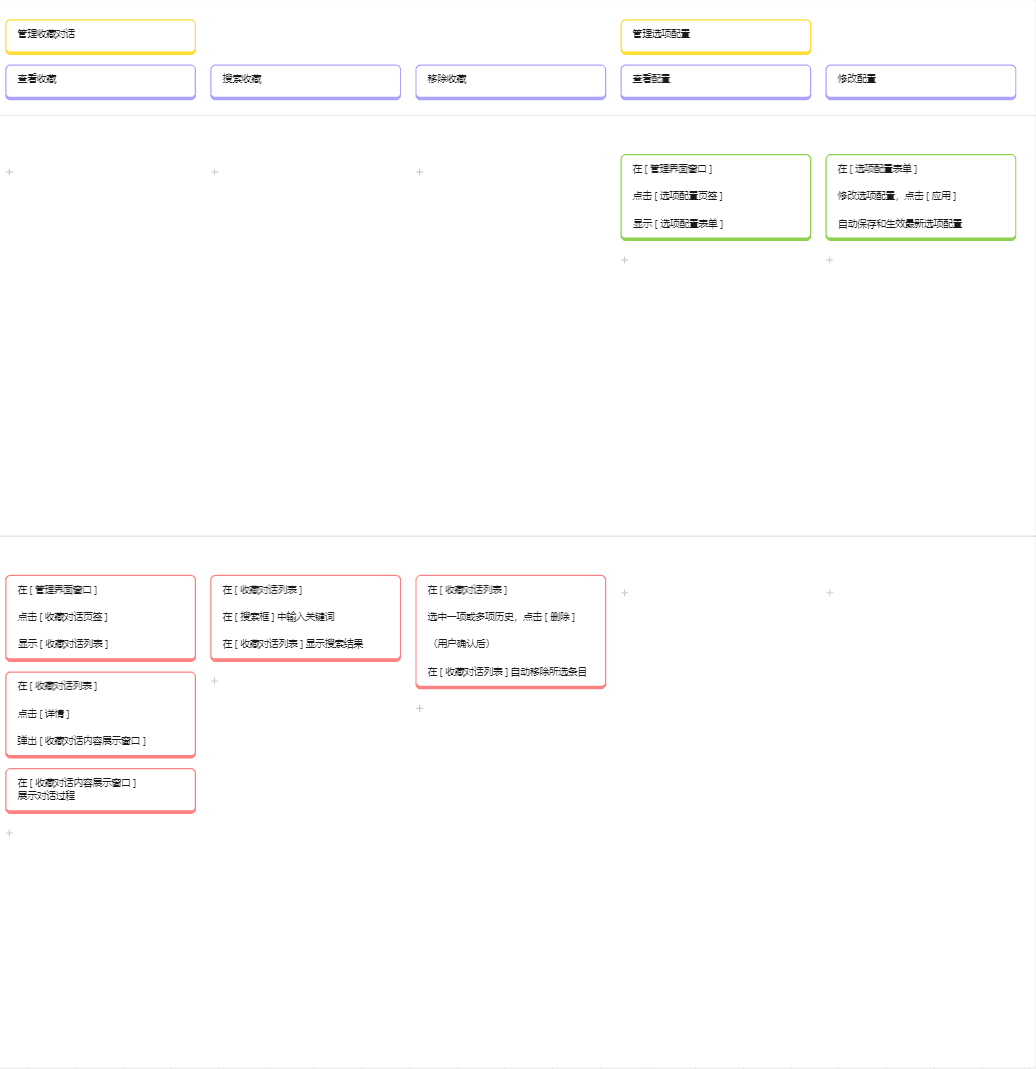 管理收藏对话
管理选项配置
查看收藏
搜索收藏
移除收藏
查看配置
修改配置
在 [ 管理界面窗口 ]
点击 [ 选项配置页签 ]
显示 [ 选项配置表单 ]
在 [ 选项配置表单 ]
修改选项配置，点击 [ 应用 ]
自动保存和生效最新选项配置
在 [ 管理界面窗口 ]
点击 [ 收藏对话页签 ]
显示 [ 收藏对话列表 ]
在 [ 收藏对话列表 ]
在 [ 搜索框 ] 中输入关键词
在 [ 收藏对话列表 ] 显示搜索结果
在 [ 收藏对话列表 ]
选中一项或多项历史，点击 [ 删除 ]
（用户确认后）
在 [ 收藏对话列表 ] 自动移除所选条目
在 [ 收藏对话列表 ]
点击 [ 详情 ]
弹出 [ 收藏对话内容展示窗口 ]
在 [ 收藏对话内容展示窗口 ]
展示对话过程